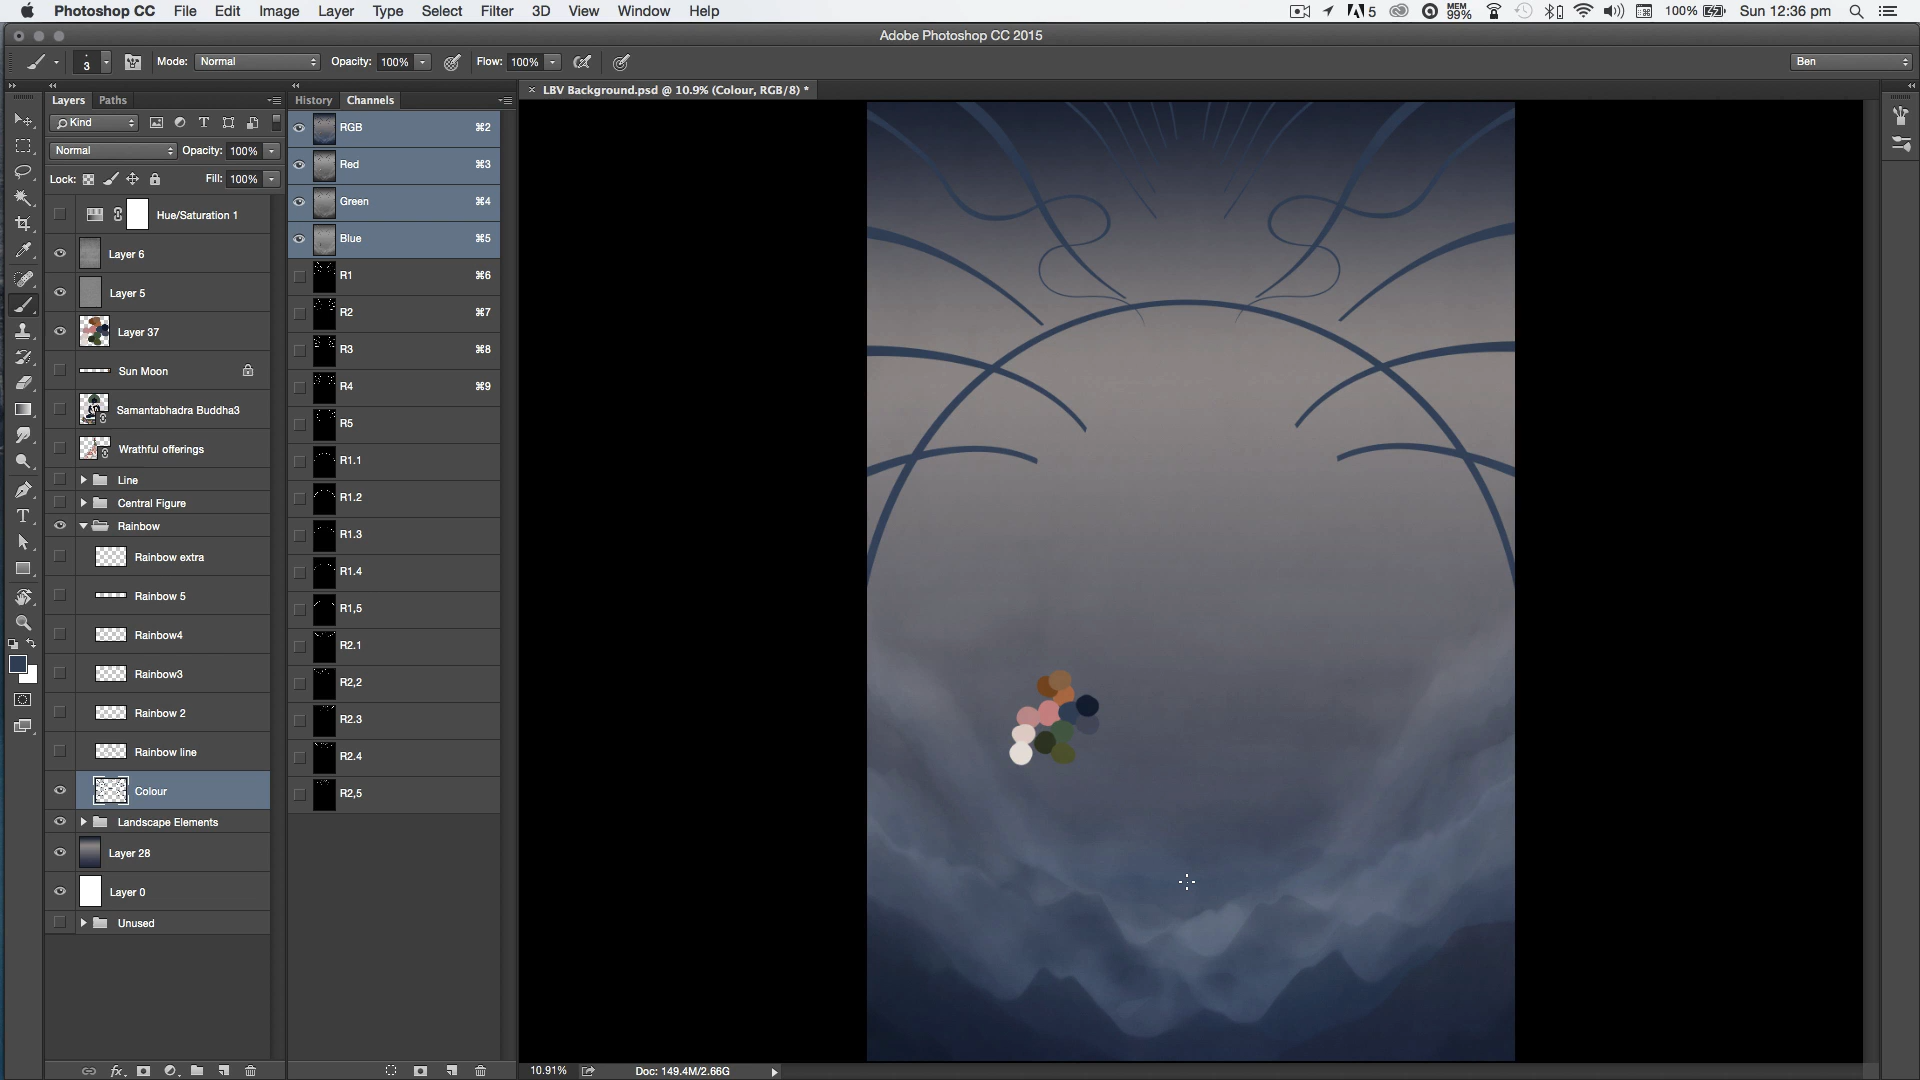 Photoshop CC File Edit Image Layer Type Select Filter 3D View Window Help
5 MEM 99% 100% Sun 12:36 pm
Adobe Photoshop CC 2015
3 Mode: Normal Opacity: 100% Flow: 100% Ben
Layers Paths
Kind
Normal Opacity: 100%
Lock: Fill: 100%
Hue/Saturation 1
Layer 6
Layer 5
Layer 37
Sun Moon
Samantabhadra Buddha3
Wrathful offerings
Line
Central Figure
Rainbow
Rainbow extra
Rainbow 5
Rainbow4
Rainbow3
Rainbow 2
Rainbow line
Colour
Landscape Elements
Layer 28
Layer 0
Unused
fx
History Channels
RGB ⌘2
Red ⌘3
Green ⌘4
Blue ⌘5
R1 ⌘6
R2 ⌘7
R3 ⌘8
R4 ⌘9
R5
R1.1
R1.2
R1.3
R1.4
R1,5
R2.1
R2,2
R2.3
R2.4
R2,5
LBV Background.psd @ 10.9% (Colour, RGB/8) *
10.91% Doc: 149.4M/2.66G